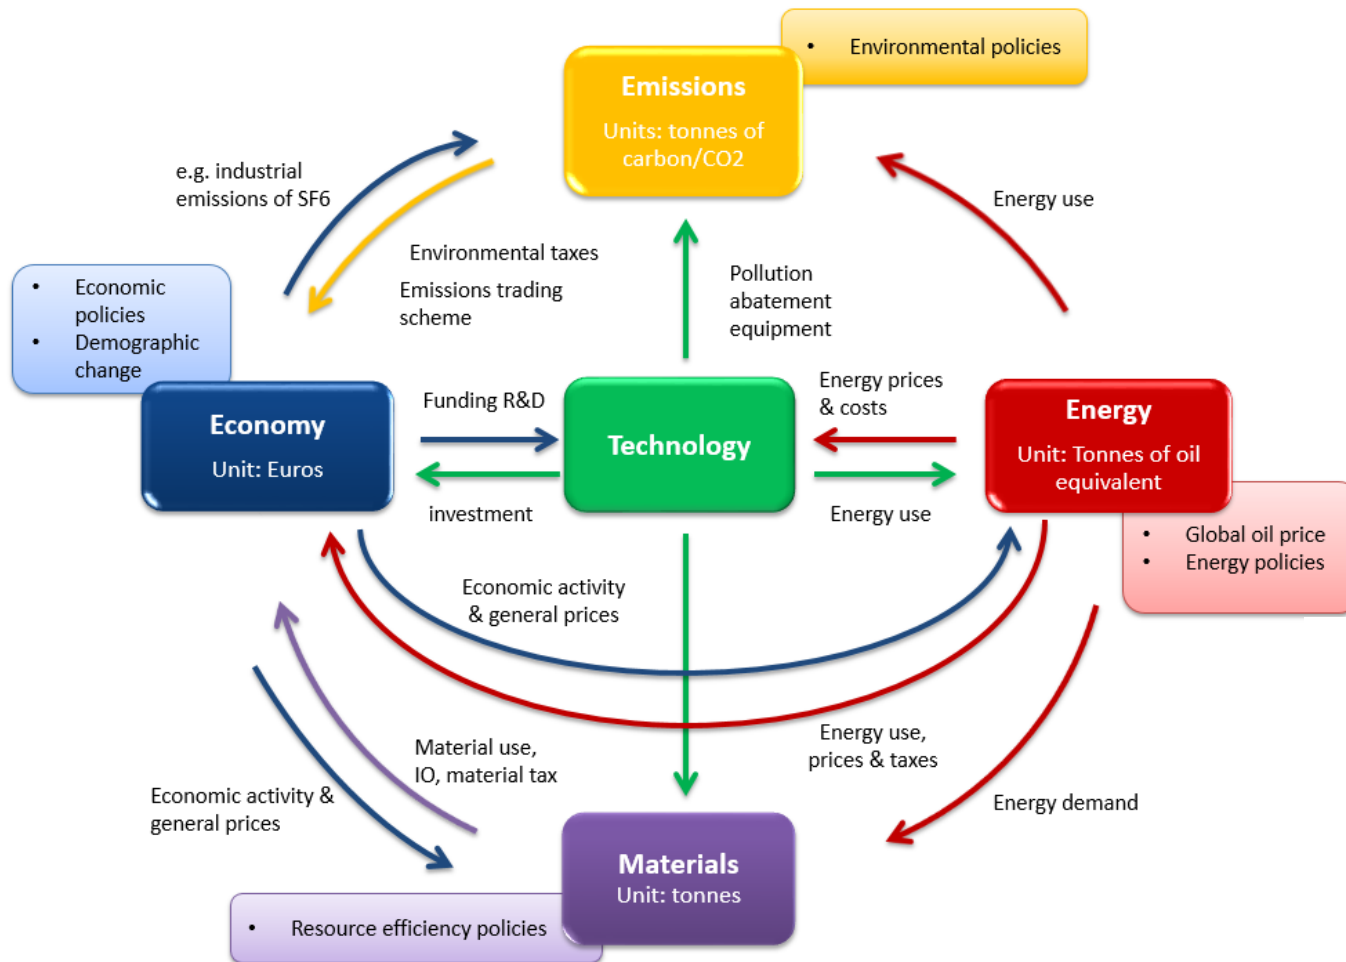 Environmental policies
Emissions
Units: tonnes of
carbon/CO2
e.g. industrial
emissions of SF6
Energy use
Environmental taxes
Emissions trading
scheme
Pollution
abatement
equipment
• Economic
policies
• Demographic
change
Economy
Unit: Euros
Funding R&D
investment
Technology
Energy prices
& costs
Energy use
Energy
Unit: Tonnes of oil
equivalent
• Global oil price
• Energy policies
Economic activity
& general prices
Energy use,
prices & taxes
Material use,
IO, material tax
Economic activity &
general prices
Energy demand
Materials
Unit: tonnes
• Resource efficiency policies